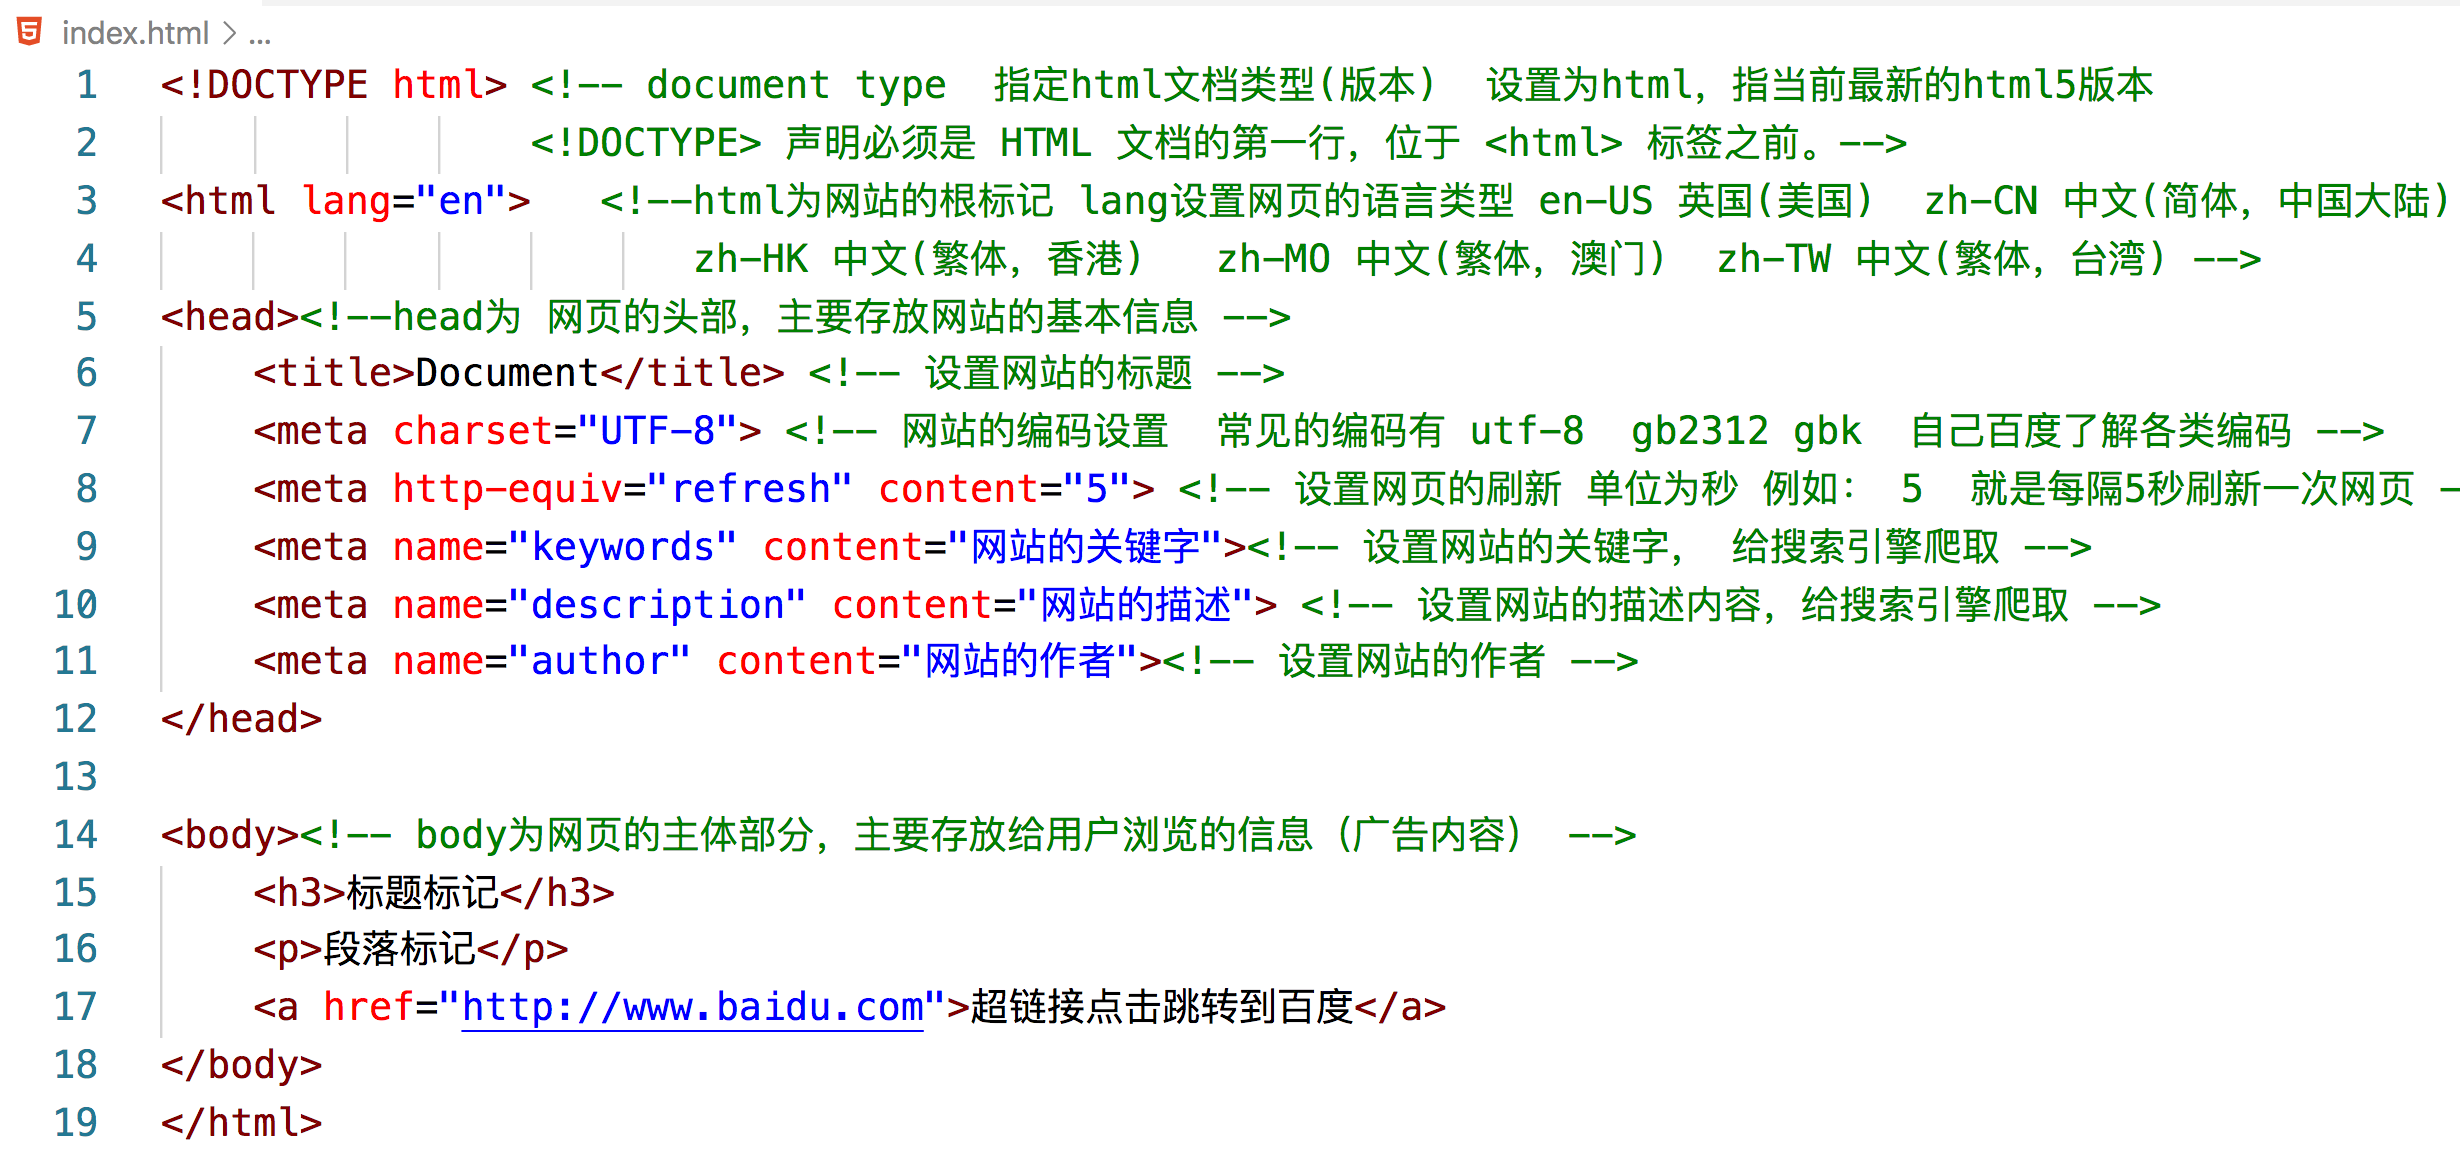 index.html > ...
1 <!DOCTYPE html> <!-- document type  指定html文档类型(版本)  设置为html，指当前最新的html5版本
2 <!DOCTYPE> 声明必须是 HTML 文档的第一行，位于 <html> 标签之前。-->
3 <html lang="en">   <!--html为网站的根标记 lang设置网页的语言类型 en-US 英国(美国)  zh-CN 中文(简体，中国大陆)
4 zh-HK 中文(繁体，香港)   zh-MO 中文(繁体，澳门)  zh-TW 中文(繁体，台湾) -->
5 <head><!--head为 网页的头部，主要存放网站的基本信息 -->
6 <title>Document</title> <!-- 设置网站的标题 -->
7 <meta charset="UTF-8"> <!-- 网站的编码设置  常见的编码有 utf-8  gb2312 gbk  自己百度了解各类编码 -->
8 <meta http-equiv="refresh" content="5"> <!-- 设置网页的刷新 单位为秒 例如： 5  就是每隔5秒刷新一次网页 -
9 <meta name="keywords" content="网站的关键字"><!-- 设置网站的关键字， 给搜索引擎爬取 -->
10 <meta name="description" content="网站的描述"> <!-- 设置网站的描述内容，给搜索引擎爬取 -->
11 <meta name="author" content="网站的作者"><!-- 设置网站的作者 -->
12 </head>
13
14 <body><!-- body为网页的主体部分，主要存放给用户浏览的信息（广告内容） -->
15 <h3>标题标记</h3>
16 <p>段落标记</p>
17 <a href="http://www.baidu.com">超链接点击跳转到百度</a>
18 </body>
19 </html>